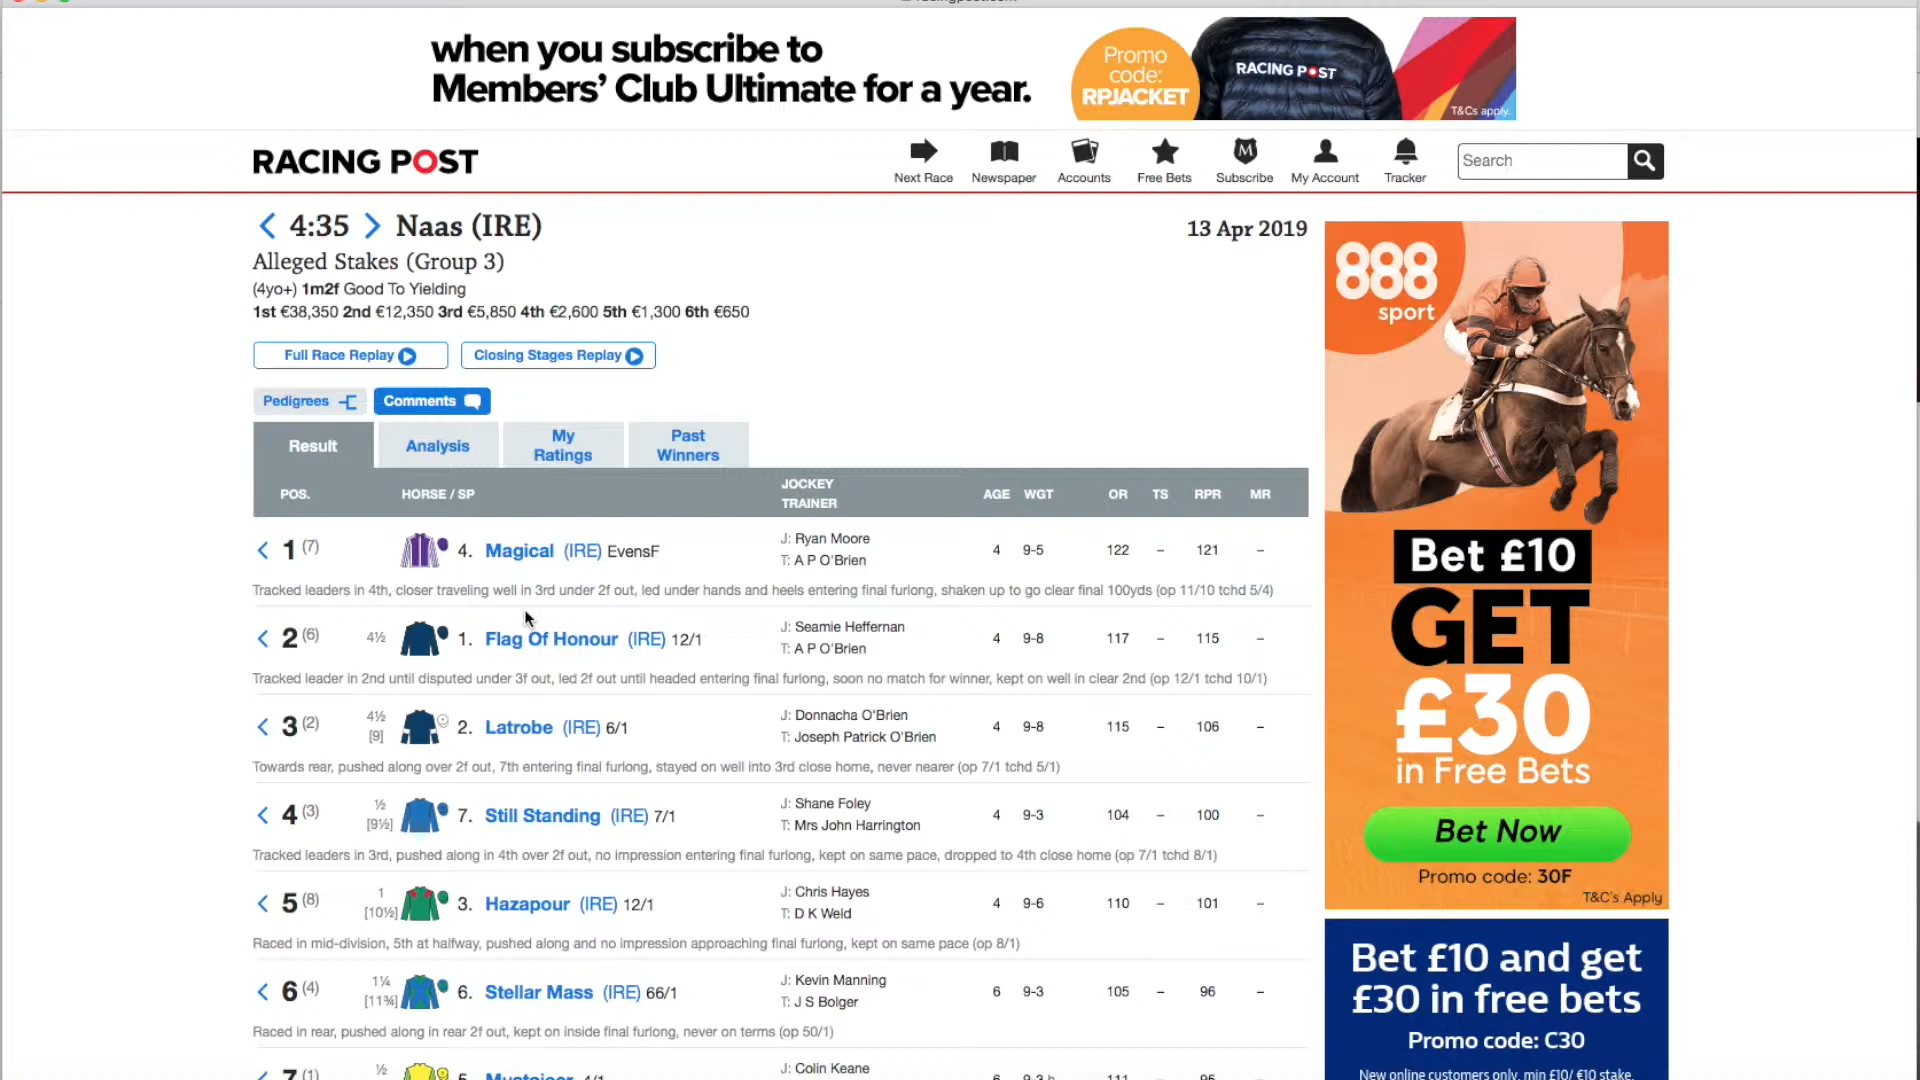 when you subscribe to
Members' Club Ultimate for a year.
Promo
code:
RPJACKET
RACING POST
T&Cs apply.
RACING POST
Next Race
Newspaper
Accounts
Free Bets
M
Subscribe
My Account
Tracker
Search
4:35 Naas (IRE)
13 Apr 2019
Alleged Stakes (Group 3)
(4yo+) 1m2f Good To Yielding
1st €38,350 2nd €12,350 3rd €5,850 4th €2,600 5th €1,300 6th €650
Full Race Replay
Closing Stages Replay
Pedigrees
Comments
Result
Analysis
My
Ratings
Past
Winners
POS. HORSE / SP JOCKEY TRAINER AGE WGT OR TS RPR MR
1 (7) 4. Magical (IRE) EvensF J: Ryan Moore 4 9-5 122 – 121 –
T: A P O'Brien
Tracked leaders in 4th, closer traveling well in 3rd under 2f out, led under hands and heels entering final furlong, shaken up to go clear final 100yds (op 11/10 tchd 5/4)
2 (6) 4½ 1. Flag Of Honour (IRE) 12/1 J: Seamie Heffernan 4 9-8 117 – 115 –
T: A P O'Brien
Tracked leader in 2nd until disputed under 3f out, led 2f out until headed entering final furlong, soon no match for winner, kept on well in clear 2nd (op 12/1 tchd 10/1)
3 (2) 4½ [9] 2. Latrobe (IRE) 6/1 J: Donnacha O'Brien 4 9-8 115 – 106 –
T: Joseph Patrick O'Brien
Towards rear, pushed along over 2f out, 7th entering final furlong, stayed on well into 3rd close home, never nearer (op 7/1 tchd 5/1)
4 (3) ½ [9½] 7. Still Standing (IRE) 7/1 J: Shane Foley 4 9-3 104 – 100 –
T: Mrs John Harrington
Tracked leaders in 3rd, pushed along in 4th over 2f out, no impression entering final furlong, kept on same pace, dropped to 4th close home (op 7/1 tchd 8/1)
5 (8) 1 [10½] 3. Hazapour (IRE) 12/1 J: Chris Hayes 4 9-6 110 – 101 –
T: D K Weld
Raced in mid-division, 5th at halfway, pushed along and no impression approaching final furlong, kept on same pace (op 8/1)
6 (4) 1¼ [11¾] 6. Stellar Mass (IRE) 66/1 J: Kevin Manning 6 9-3 105 – 96 –
T: J S Bolger
Raced in rear, pushed along in rear 2f out, kept on inside final furlong, never on terms (op 50/1)
7 (1) ½ 5. J: Colin Keane
888
sport
Bet £10
GET
£30
in Free Bets
Bet Now
Promo code: 30F
T&C's Apply
Bet £10 and get
£30 in free bets
Promo code: C30
New online customers only, min £10/ €10 stake,